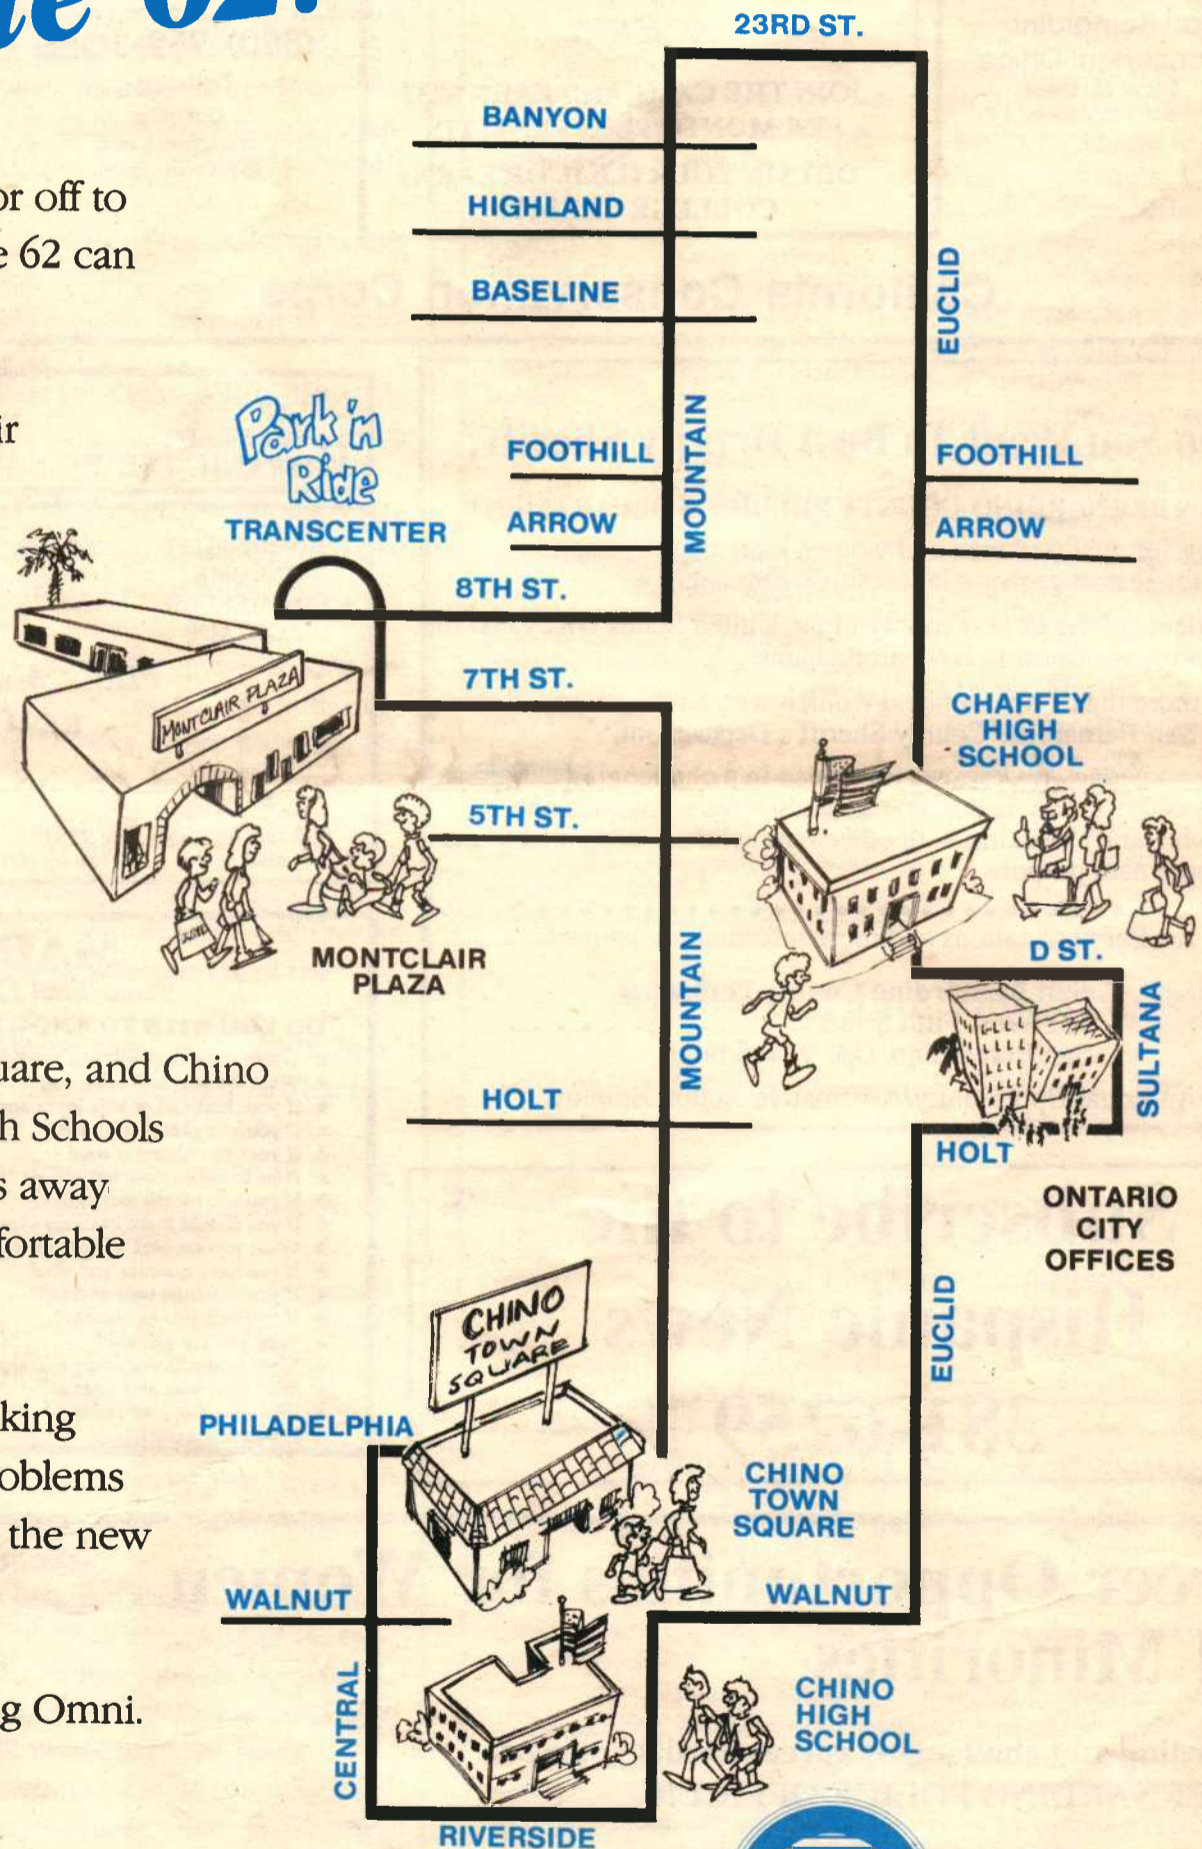 62!
or off to
e 62 can
ir
uare, and Chino
h Schools
s away
fortable
king
roblems
the new
g Omni.
23RD ST.
BANYON
HIGHLAND
BASELINE
EUCLID
Park 'n
Ride
TRANSCENTER
FOOTHILL
ARROW
MOUNTAIN
FOOTHILL
ARROW
8TH ST.
7TH ST.
MONTCLAIR PLAZA
CHAFFEY
HIGH
SCHOOL
5TH ST.
MONTCLAIR
PLAZA
D ST.
MOUNTAIN
SULTANA
HOLT
HOLT
ONTARIO
CITY
OFFICES
EUCLID
CHINO
TOWN
SQUARE
PHILADELPHIA
CHINO
TOWN
SQUARE
WALNUT
WALNUT
CENTRAL
CHINO
HIGH
SCHOOL
RIVERSIDE